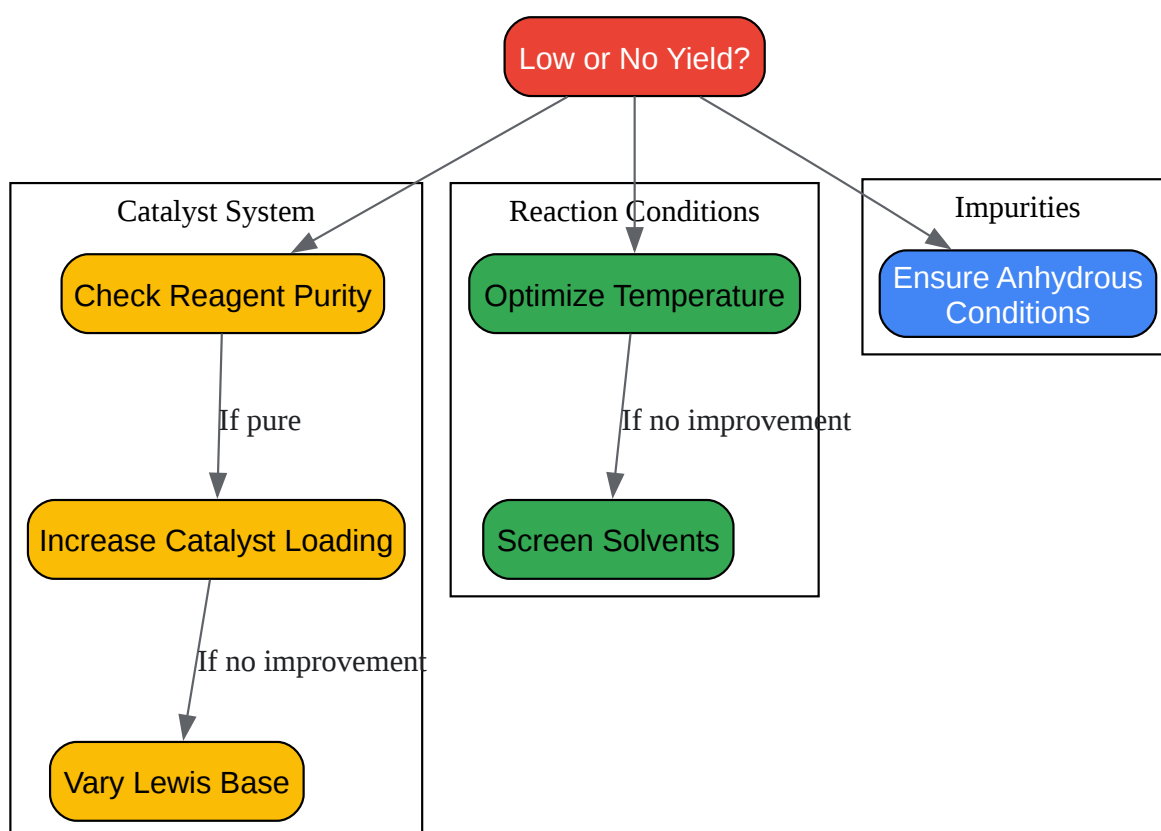 Low or No Yield?
Catalyst System
Check Reagent Purity
If pure
Increase Catalyst Loading
If no improvement
Vary Lewis Base
Reaction Conditions
Optimize Temperature
If no improvement
Screen Solvents
Impurities
Ensure Anhydrous
Conditions